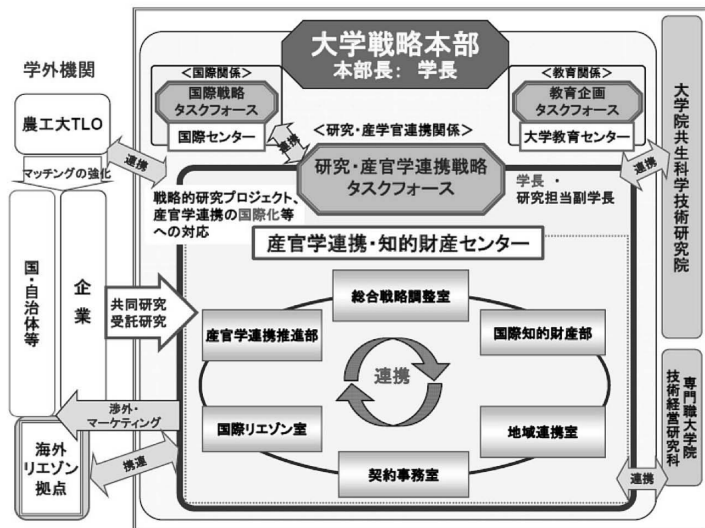 大学戦略本部
本部長： 学長
学外機関
＜国際関係＞
国際戦略
タスクフォース
国際センター
＜教育関係＞
教育企画
タスクフォース
大学教育センター
大学院共生科学技術研究院
農工大TLO
連携
マッチングの強化
連携
＜研究・産学官連携関係＞
研究・産官学連携戦略
タスクフォース
連携
戦略的研究プロジェクト、
産官学連携の国際化等
への対応
学長・
研究担当副学長
産官学連携・知的財産センター
国・自治体等
企業
共同研究
受託研究
総合戦略調整室
産官学連携推進部
国際知的財産部
連携
国際リエゾン室
地域連携室
契約事務室
渉外・
マーケティング
海外
リエゾン
拠点
携連
専門職大学院
技術経営研究科
連携